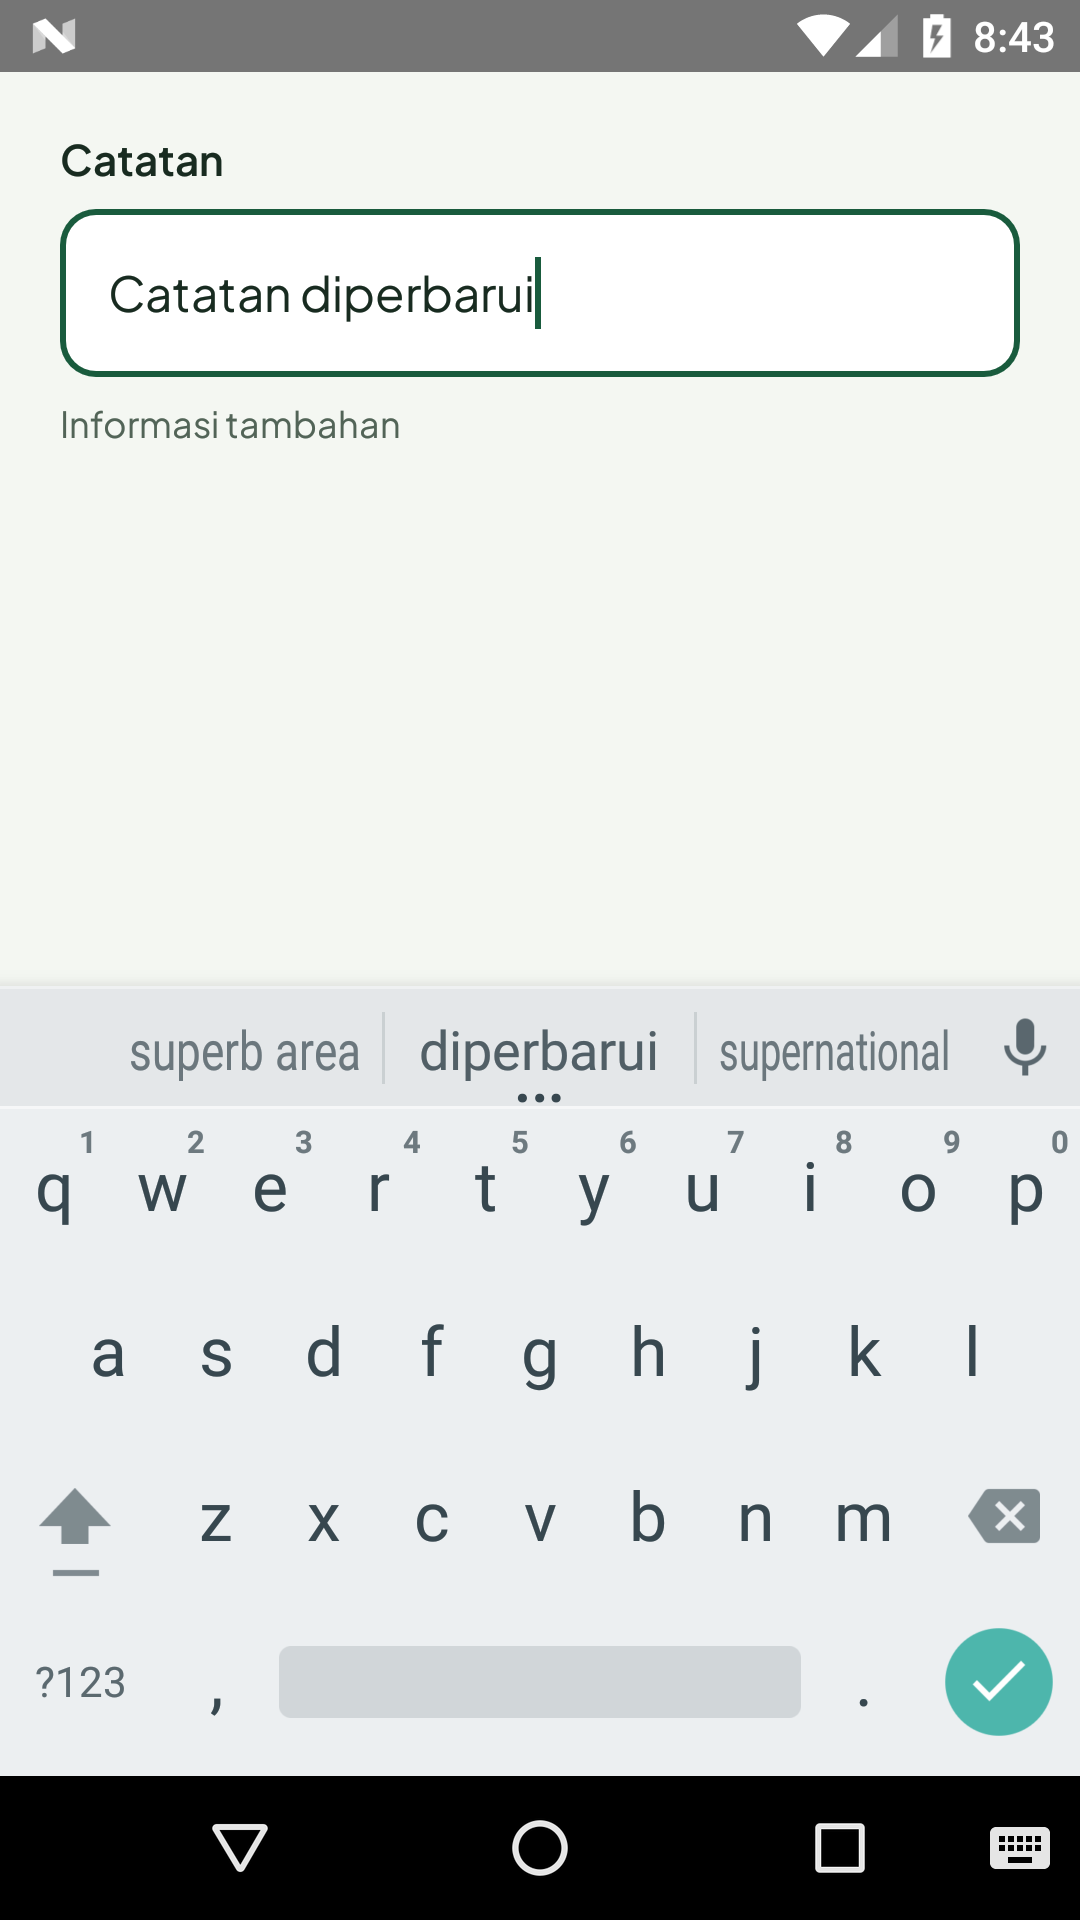 8:43
Catatan
Catatan diperbarui
Informasi tambahan
superb area diperbarui supernational
1 2 3 4 5 6 7 8 9 0
q w e r t y u i o p
a s d f g h j k l
z x c v b n m
?123 , .